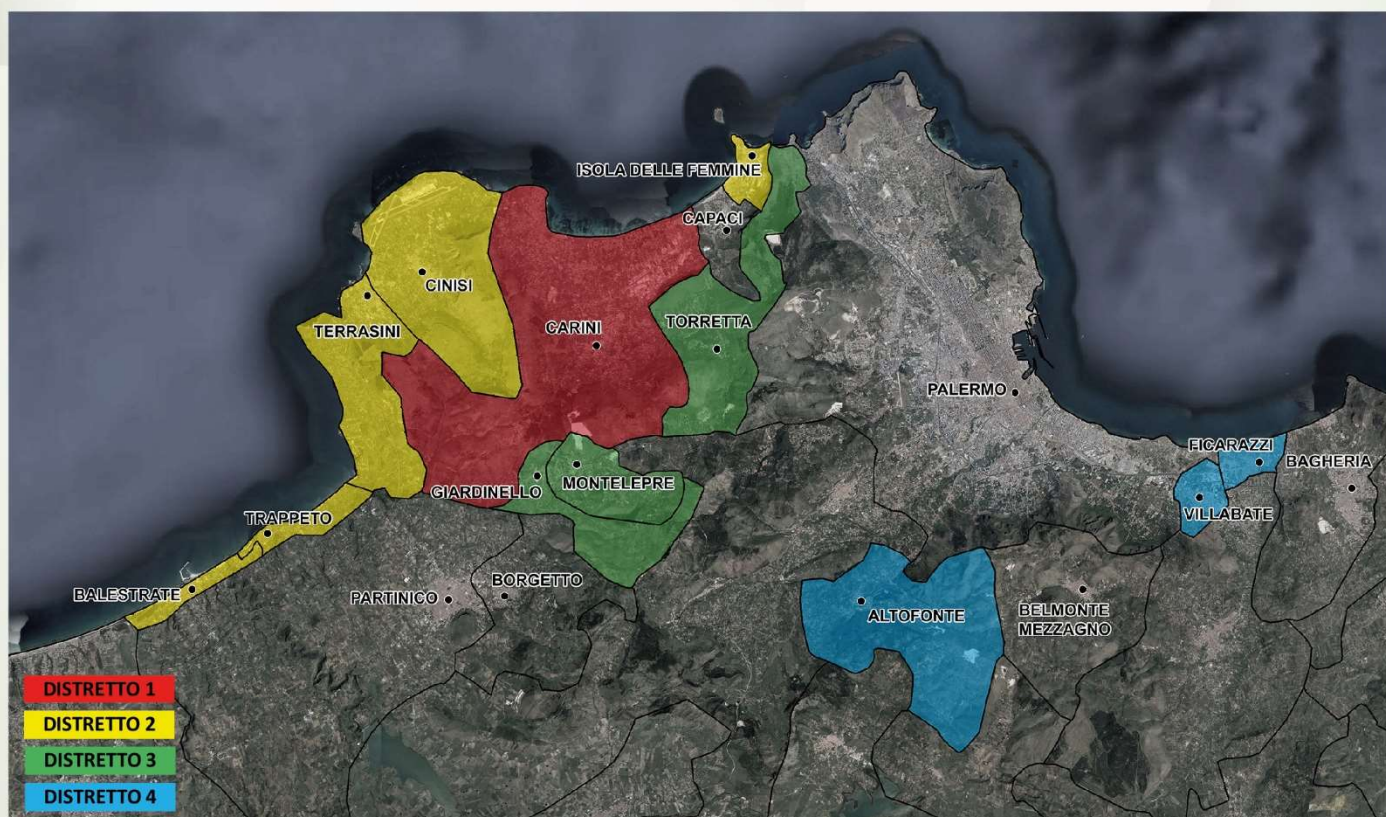 ISOLA DELLE FEMMINE
CAPACI
CINISI
TERRASINI
CARINI
TORRETTA
PALERMO
FICARAZZI
BAGHERIA
GIARDINELLO
MONTELEPRE
VILLABATE
TRAPPETO
BALESTRATE
PARTINICO
BORGETTO
ALTOFONTE
BELMONTE
MEZZAGNO
DISTRETTO 1
DISTRETTO 2
DISTRETTO 3
DISTRETTO 4